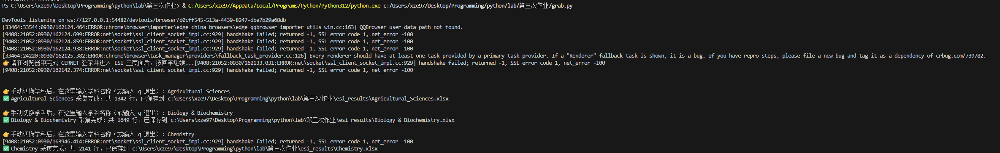 PS C:\Users\xze97\Desktop\Programming\python\lab\第三次作业> & C:/Users/xze97/AppData/Local/Programs/Python/Python312/python.exe c:/Users/xze97/Desktop/Programming/python/lab/第三次作业/grab.py
DevTools listening on ws://127.0.0.1:54482/devtools/browser/d0cff545-513a-4439-8247-dbe7b29a68db
[33464:33544:0930/162124.464:ERROR:chrome\browser\importer\edge_china_browsers\edge_qqbrowser_importer_utils_win.cc:163] QQBrowser user data path not found.
[9408:21052:0930/162124.699:ERROR:net\socket\ssl_client_socket_impl.cc:929] handshake failed; returned -1, SSL error code 1, net_error -100
[9408:21052:0930/162124.859:ERROR:net\socket\ssl_client_socket_impl.cc:929] handshake failed; returned -1, SSL error code 1, net_error -100
[9408:21052:0930/162124.938:ERROR:net\socket\ssl_client_socket_impl.cc:929] handshake failed; returned -1, SSL error code 1, net_error -100
[33464:24220:0930/162125.382:ERROR:chrome\browser\task_manager\providers\fallback_task_provider.cc:126] Every renderer should have at least one task provided by a primary task provider. If a "Renderer" fallback task is shown, it is a bug. If you have repro steps, please file a new bug and tag it as a dependency of crbug.com/739782.
👉 请在浏览器中完成 CERNET 登录并进入 ESI 主页面后，按回车继续...[9408:21052:0930/162133.031:ERROR:net\socket\ssl_client_socket_impl.cc:929] handshake failed; returned -1, SSL error code 1, net_error -100
[9408:21052:0930/162142.374:ERROR:net\socket\ssl_client_socket_impl.cc:929] handshake failed; returned -1, SSL error code 1, net_error -100
👉 手动切换学科后，在这里输入学科名称（或输入 q 退出）: Agricultural Sciences
✅ Agricultural Sciences 采集完成：共 1342 行，已保存到 c:\Users\xze97\Desktop\Programming\python\lab\第三次作业\esi_results\Agricultural_Sciences.xlsx
👉 手动切换学科后，在这里输入学科名称（或输入 q 退出）: Biology & Biochemistry
✅ Biology & Biochemistry 采集完成：共 1649 行，已保存到 c:\Users\xze97\Desktop\Programming\python\lab\第三次作业\esi_results\Biology_&_Biochemistry.xlsx
👉 手动切换学科后，在这里输入学科名称（或输入 q 退出）: Chemistry
[9408:21052:0930/163946.414:ERROR:net\socket\ssl_client_socket_impl.cc:929] handshake failed; returned -1, SSL error code 1, net_error -100
✅ Chemistry 采集完成：共 2141 行，已保存到 c:\Users\xze97\Desktop\Programming\python\lab\第三次作业\esi_results\Chemistry.xlsx